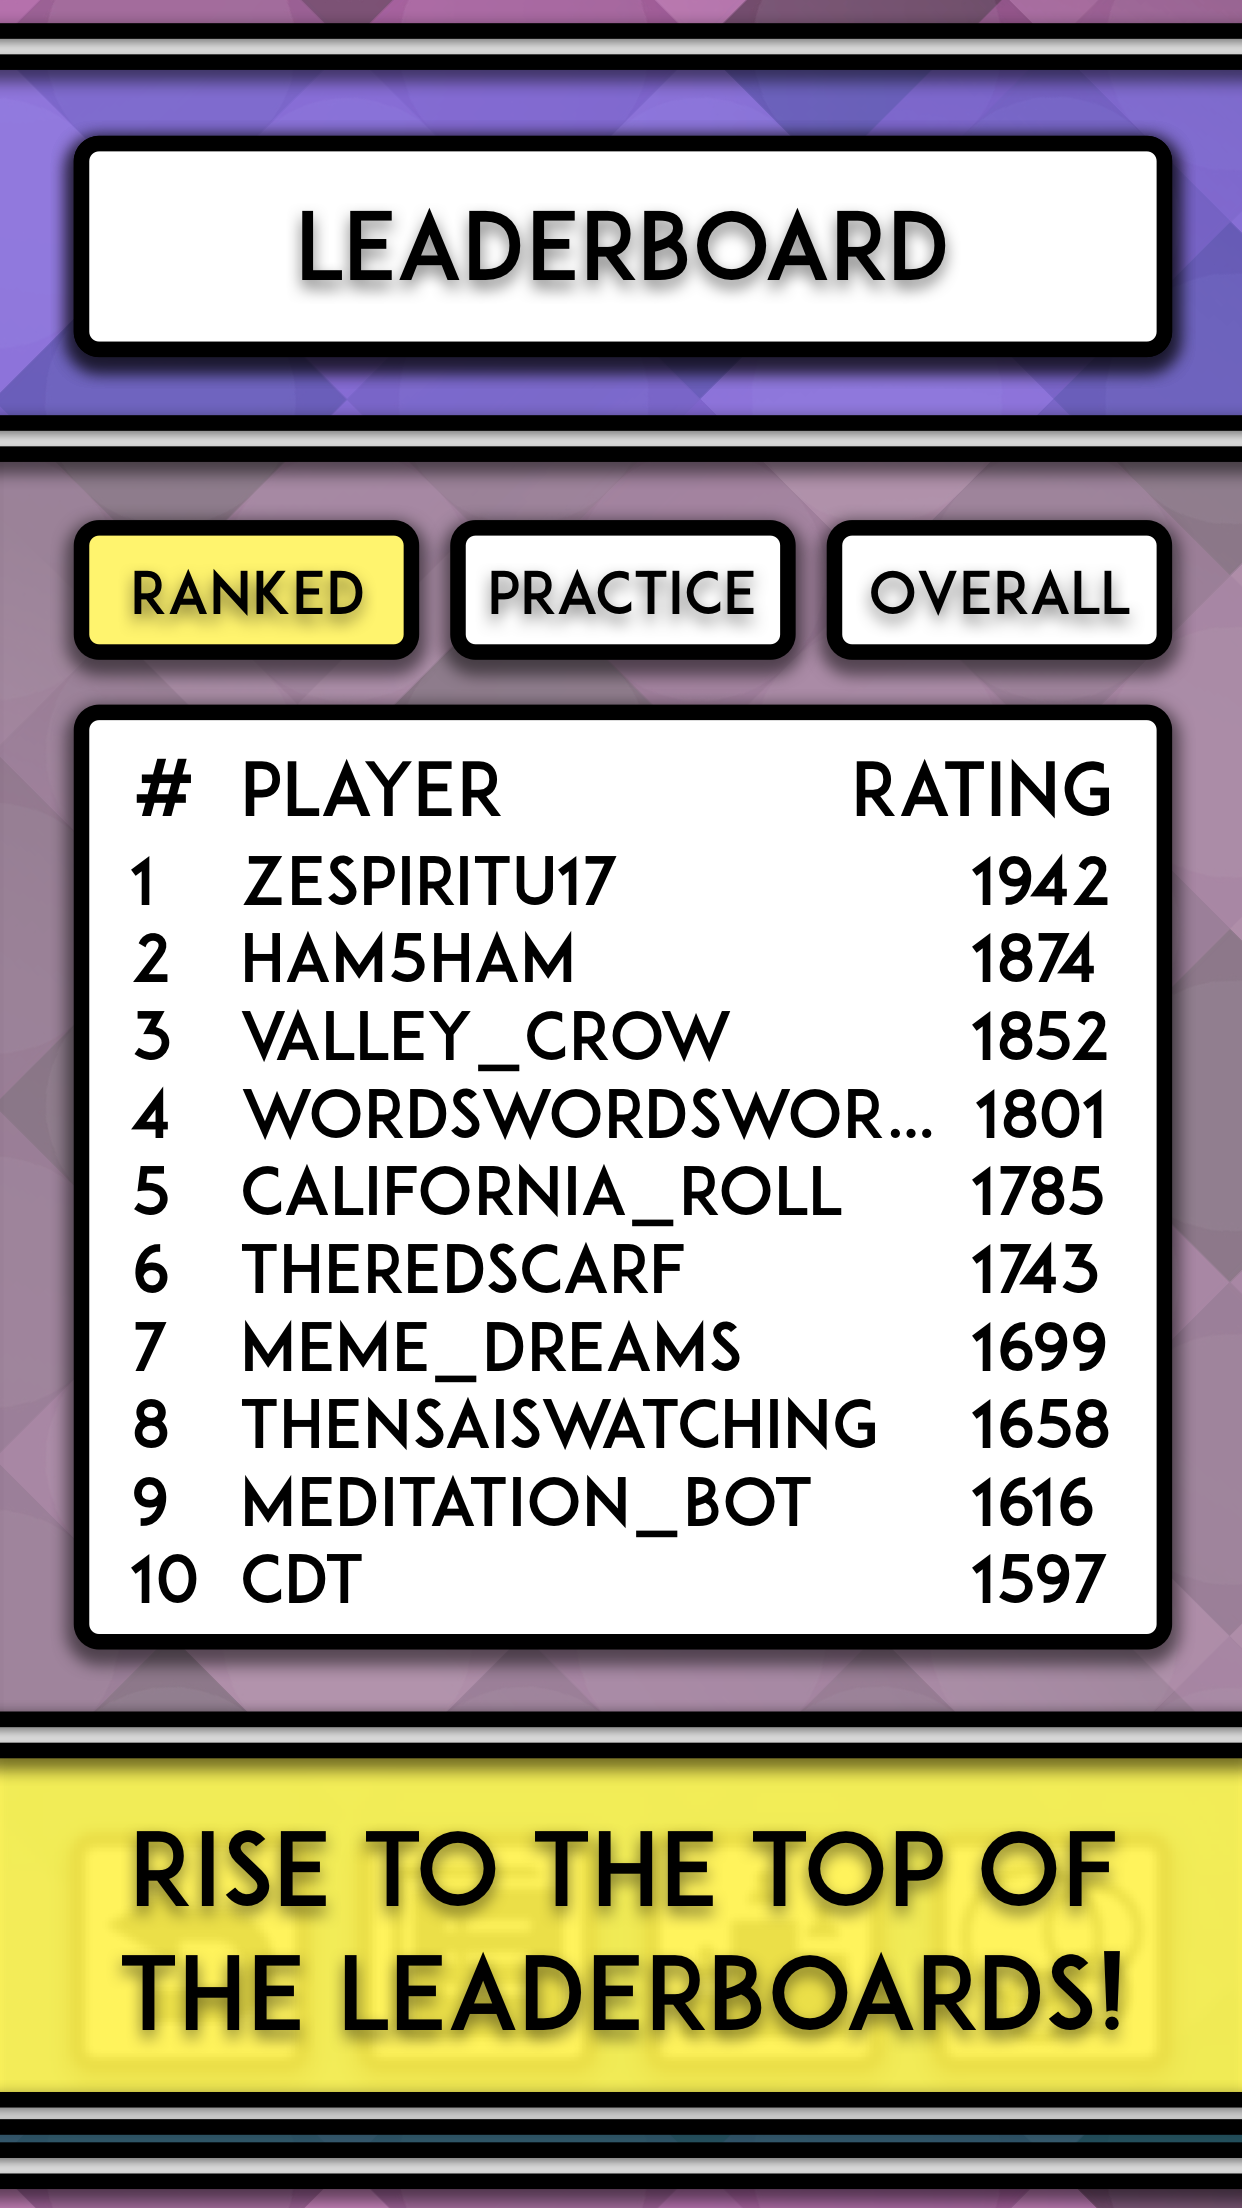 LEADERBOARD
RANKED PRACTICE OVERALL
# PLAYER RATING
1 ZESPIRITU17 1942
2 HAM5HAM 1874
3 VALLEY_CROW 1852
4 WORDSWORDSWOR... 1801
5 CALIFORNIA_ROLL 1785
6 THEREDSCARF 1743
7 MEME_DREAMS 1699
8 THENSAISWATCHING 1658
9 MEDITATION_BOT 1616
10 CDT 1597
RISE TO THE TOP OF
THE LEADERBOARDS!